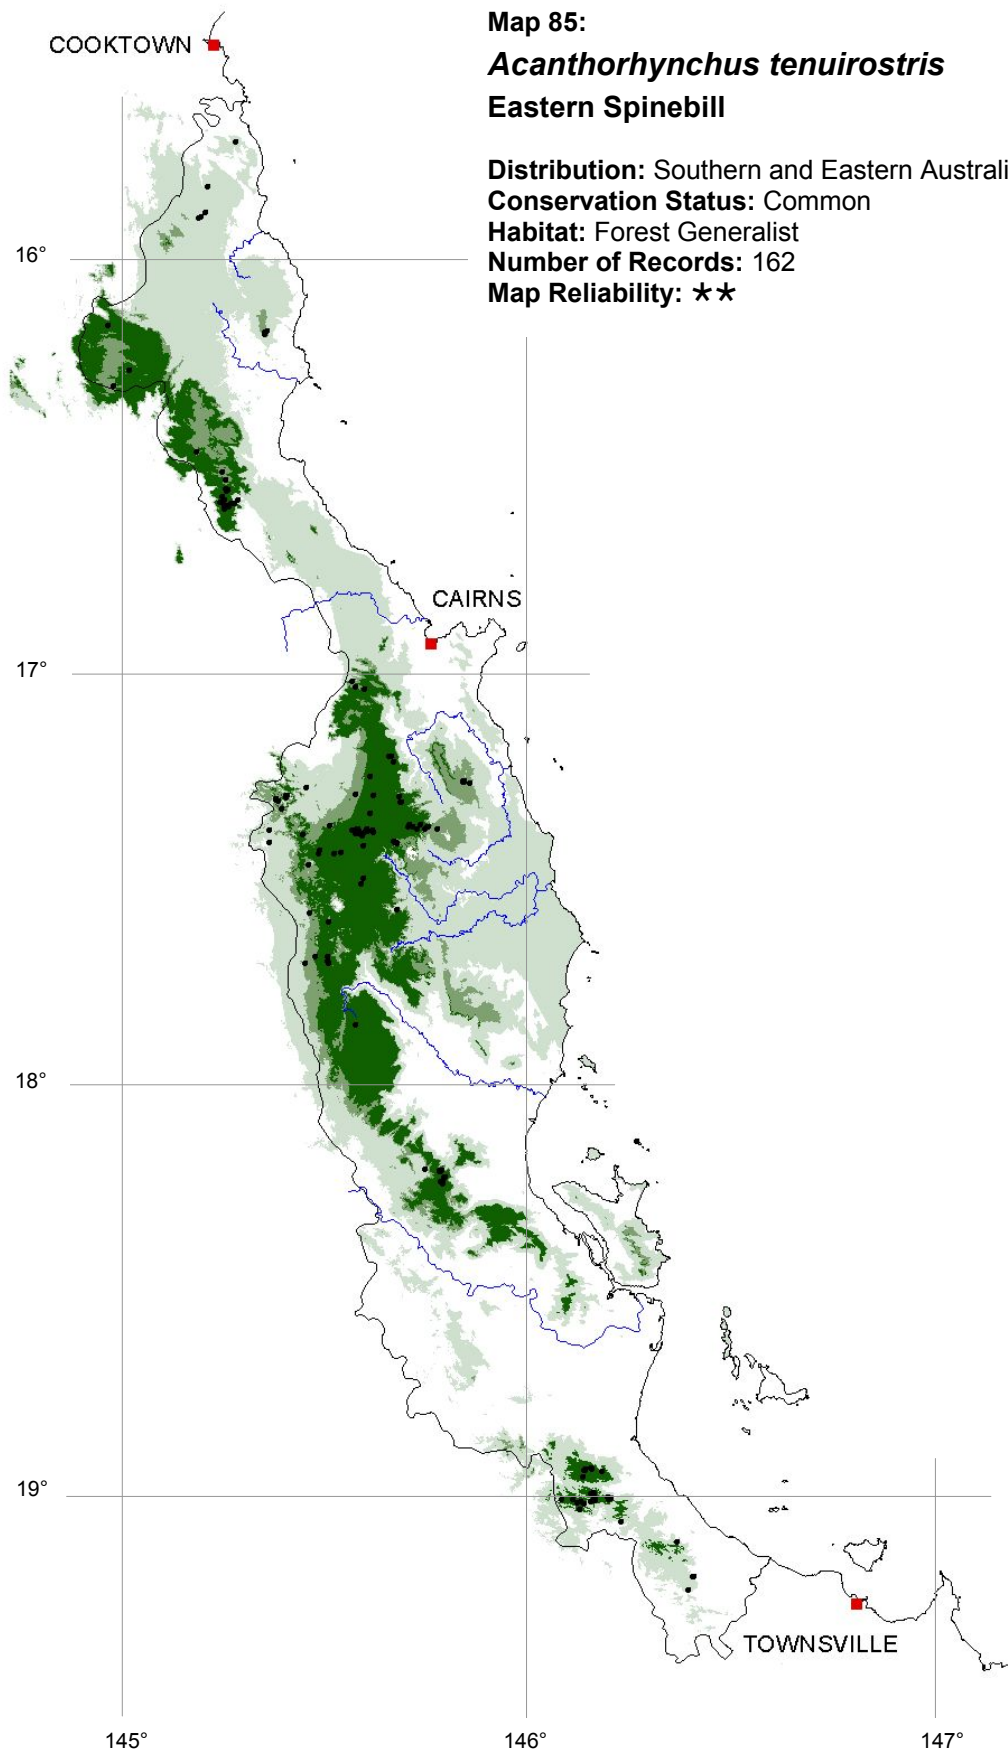 Map 85:
Acanthorhynchus tenuirostris
Eastern Spinebill
Distribution: Southern and Eastern Australi
Conservation Status: Common
Habitat: Forest Generalist
Number of Records: 162
Map Reliability: **
COOKTOWN
16°
CAIRNS
17°
18°
19°
TOWNSVILLE
145° 146° 147°